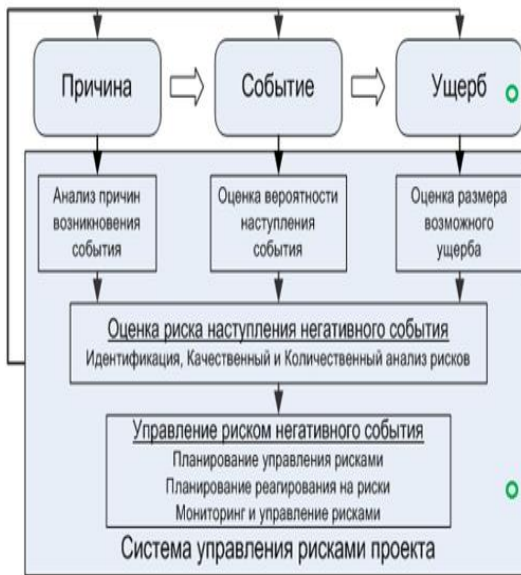 Причина
Событие
Ущерб
Анализ причин
возникновения
события
Оценка вероятности
наступления
события
Оценка размера
возможного
ущерба
Оценка риска наступления негативного события
Идентификация, Качественный и Количественный анализ рисков
Управление риском негативного события
Планирование управления рисками
Планирование реагирования на риски
Мониторинг и управление рисками
Система управления рисками проекта